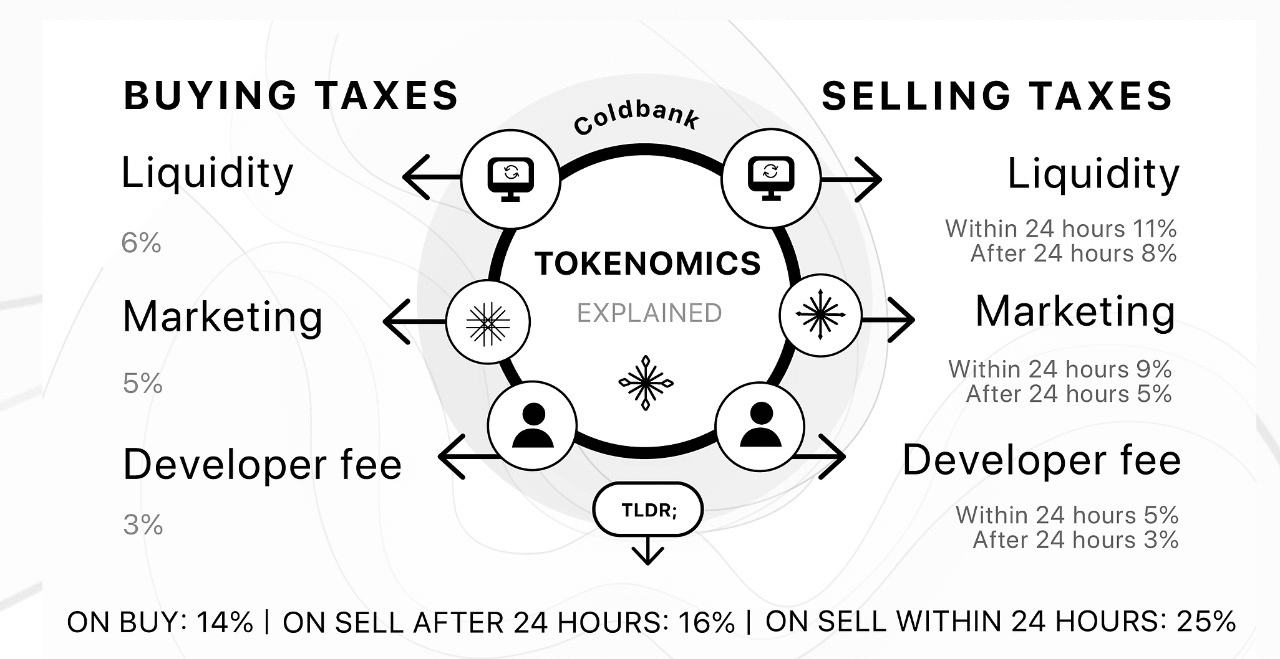 BUYING TAXES
Liquidity
6%
Marketing
5%
Developer fee
3%
Coldbank
TOKENOMICS
EXPLAINED
SELLING TAXES
Liquidity
Within 24 hours 11%
After 24 hours 8%
Marketing
Within 24 hours 9%
After 24 hours 5%
Developer fee
Within 24 hours 5%
After 24 hours 3%
TLDR;
ON BUY: 14% | ON SELL AFTER 24 HOURS: 16% | ON SELL WITHIN 24 HOURS: 25%